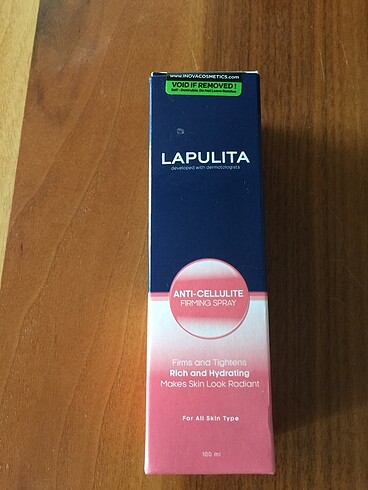 www.INOVACOSMETICS.com
VOID IF REMOVED !
LAPULITA
developed with dermatologists
ANTI-CELLULITE
FIRMING SPRAY
Firms and Tightens
Rich and Hydrating
Makes Skin Look Radiant
For All Skin Type
100 ml